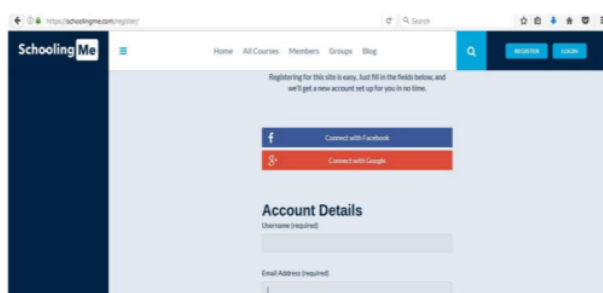 https://schoolingme.com/register/
Search
Schooling Me
Home All Courses Members Groups Blog
REGISTER LOGIN
Registering for this site is easy. Just fill in the fields below, and
we'll get a new account set up for you in no time.
f Connect with Facebook
g+ Connect with Google
Account Details
Username (required)
Email Address (required)